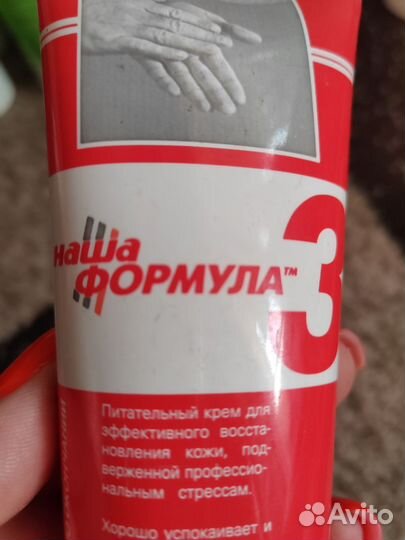 наша
ФОРМУЛА™
3
Питательный крем для
эффективного восста-
новления кожи, под-
верженной профессио-
нальным стрессам.
Хорошо успокаивает и
Avito